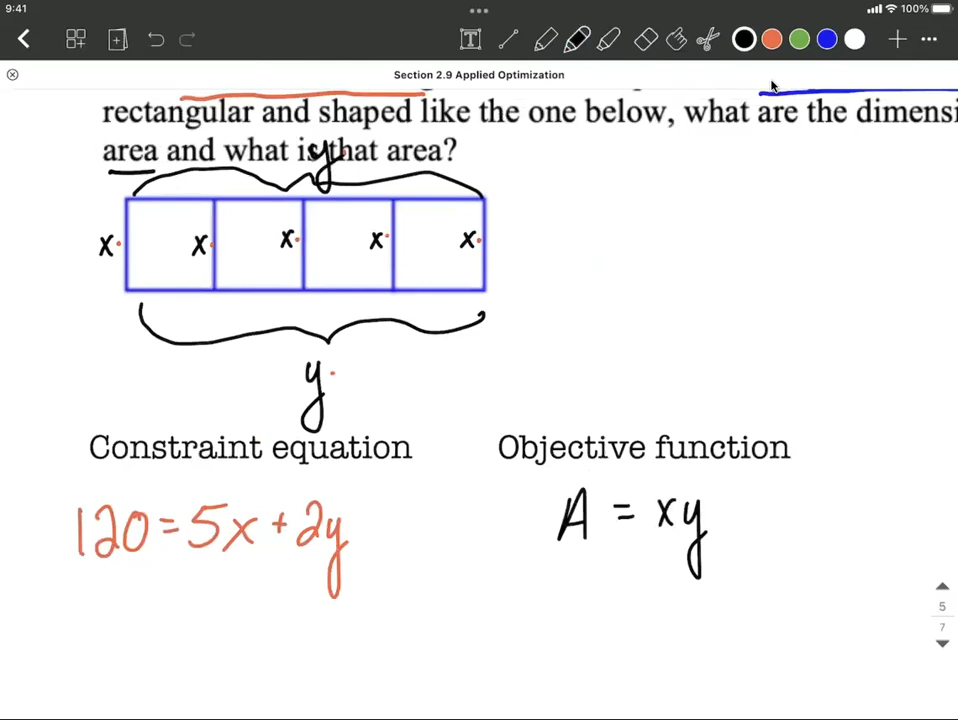 9:41
100%
Section 2.9 Applied Optimization
rectangular and shaped like the one below, what are the dimensi
area and what is that area?
y
x x x x x
y
Constraint equation
Objective function
120=5x+2y
A = xy
5
7